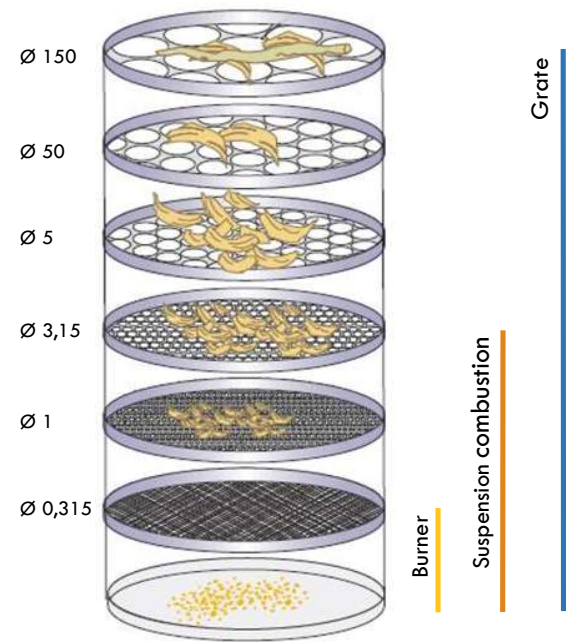 Ø 150
Ø 50
Ø 5
Ø 3,15
Ø 1
Ø 0,315
Burner
Suspension combustion
Grate